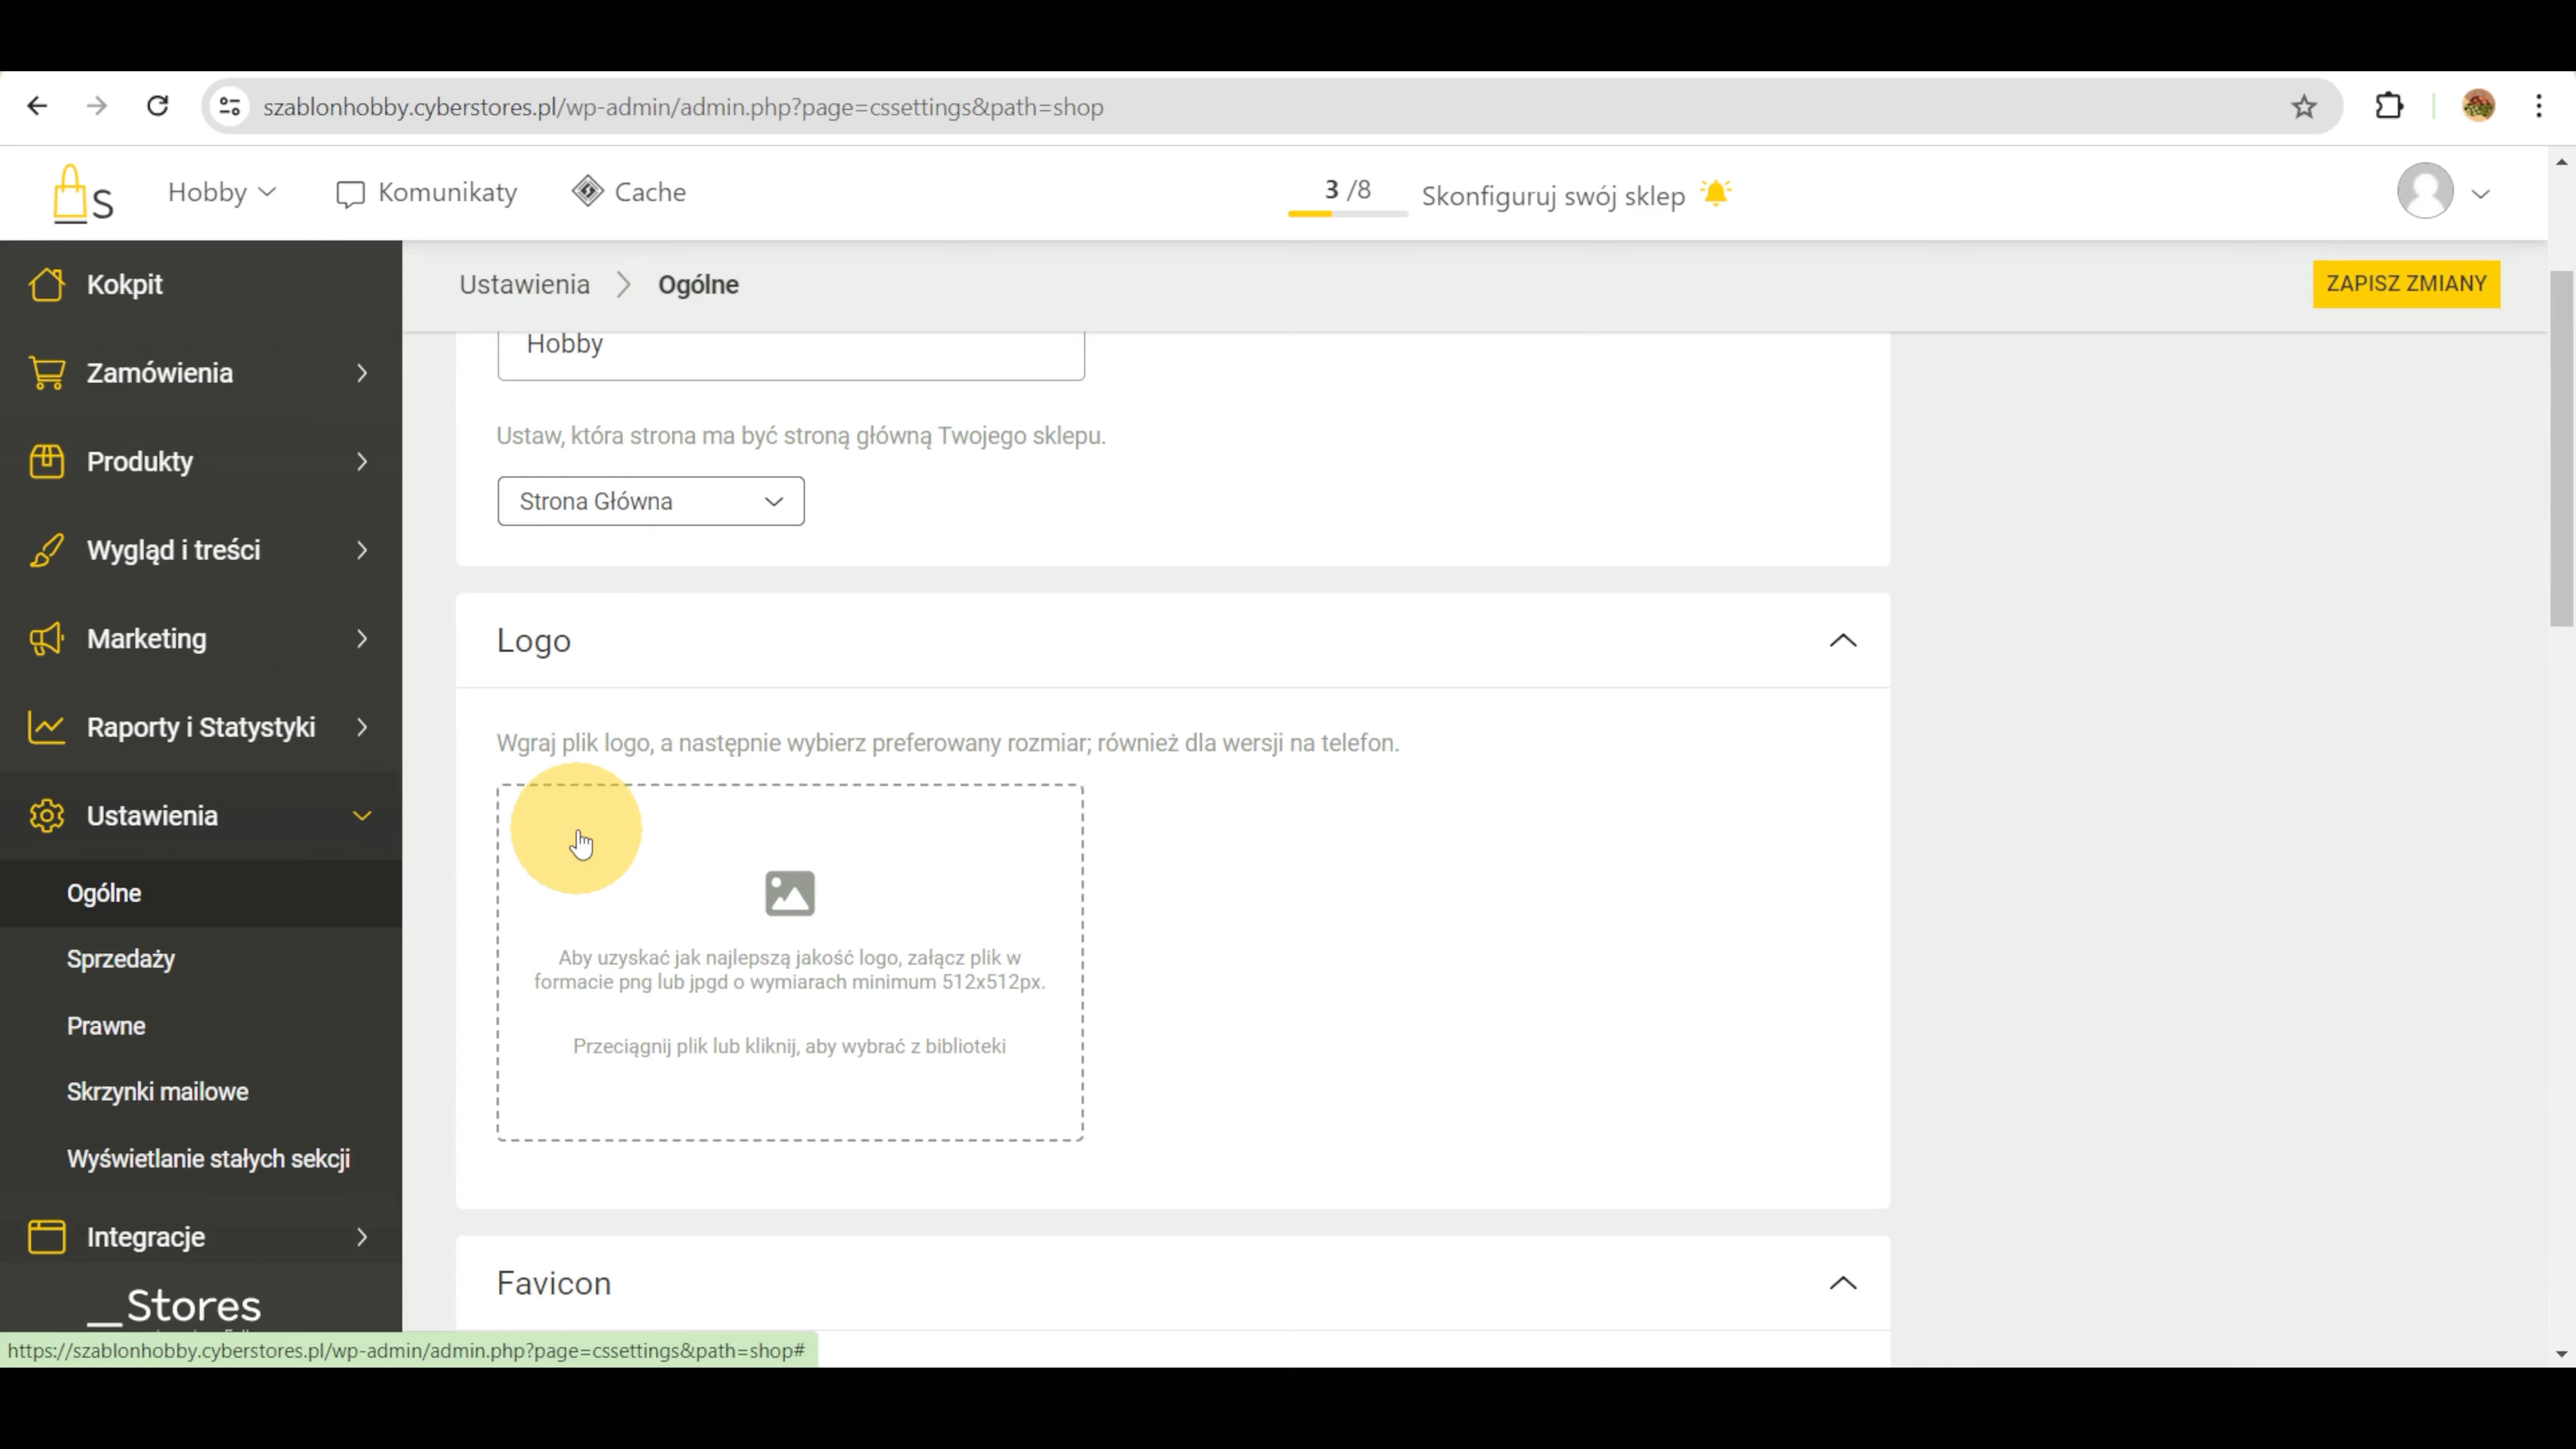 szablonhobby.cyberstores.pl/wp-admin/admin.php?page=cssettings&path=shop
S
Hobby
Komunikaty
Cache
3 /8
Skonfiguruj swój sklep
Kokpit
Zamówienia
Produkty
Wygląd i treści
Marketing
Raporty i Statystyki
Ustawienia
Ogólne
Sprzedaży
Prawne
Skrzynki mailowe
Wyświetlanie stałych sekcji
Integracje
__Stores
Ustawienia
Ogólne
ZAPISZ ZMIANY
Hobby
Ustaw, która strona ma być stroną główną Twojego sklepu.
Strona Główna
Logo
Wgraj plik logo, a następnie wybierz preferowany rozmiar; również dla wersji na telefon.
Aby uzyskać jak najlepszą jakość logo, załącz plik w
formacie png lub jpgd o wymiarach minimum 512x512px.
Przeciągnij plik lub kliknij, aby wybrać z biblioteki
Favicon
https://szablonhobby.cyberstores.pl/wp-admin/admin.php?page=cssettings&path=shop#